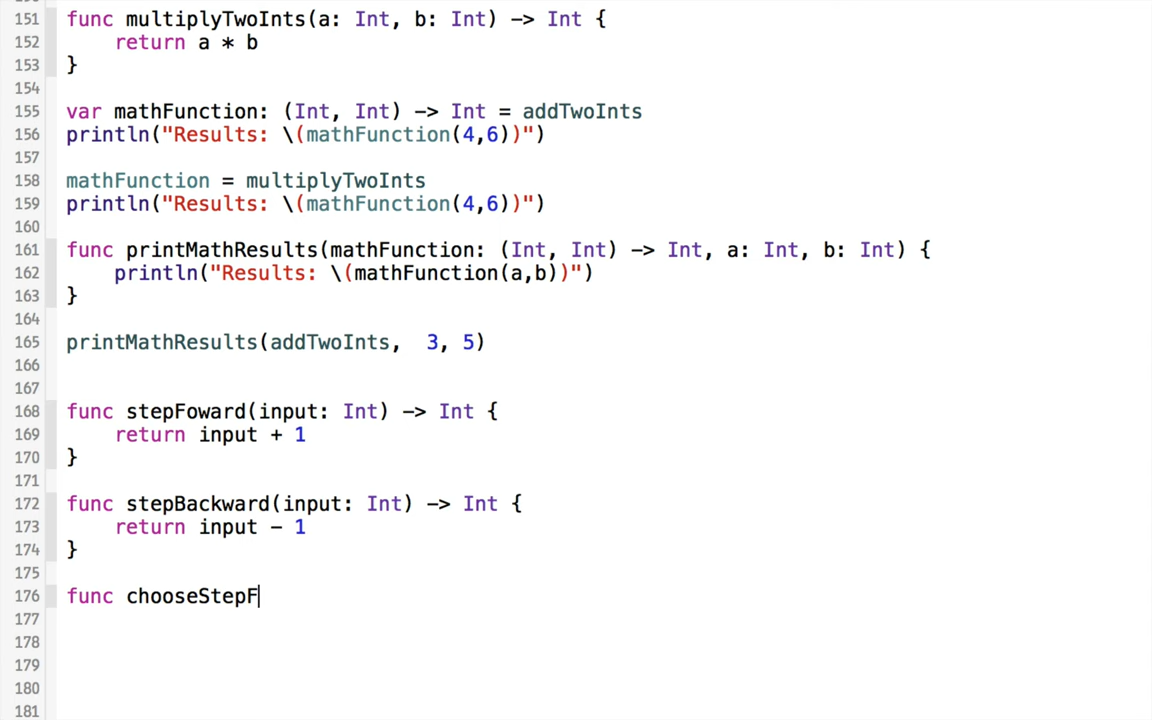 151 func multiplyTwoInts(a: Int, b: Int) -> Int {
152     return a * b
153 }
154
155 var mathFunction: (Int, Int) -> Int = addTwoInts
156 println("Results: \(mathFunction(4,6))")
157
158 mathFunction = multiplyTwoInts
159 println("Results: \(mathFunction(4,6))")
160
161 func printMathResults(mathFunction: (Int, Int) -> Int, a: Int, b: Int) {
162     println("Results: \(mathFunction(a,b))")
163 }
164
165 printMathResults(addTwoInts,  3, 5)
166
167
168 func stepFoward(input: Int) -> Int {
169     return input + 1
170 }
171
172 func stepBackward(input: Int) -> Int {
173     return input - 1
174 }
175
176 func chooseStepF
177
178
179
180
181